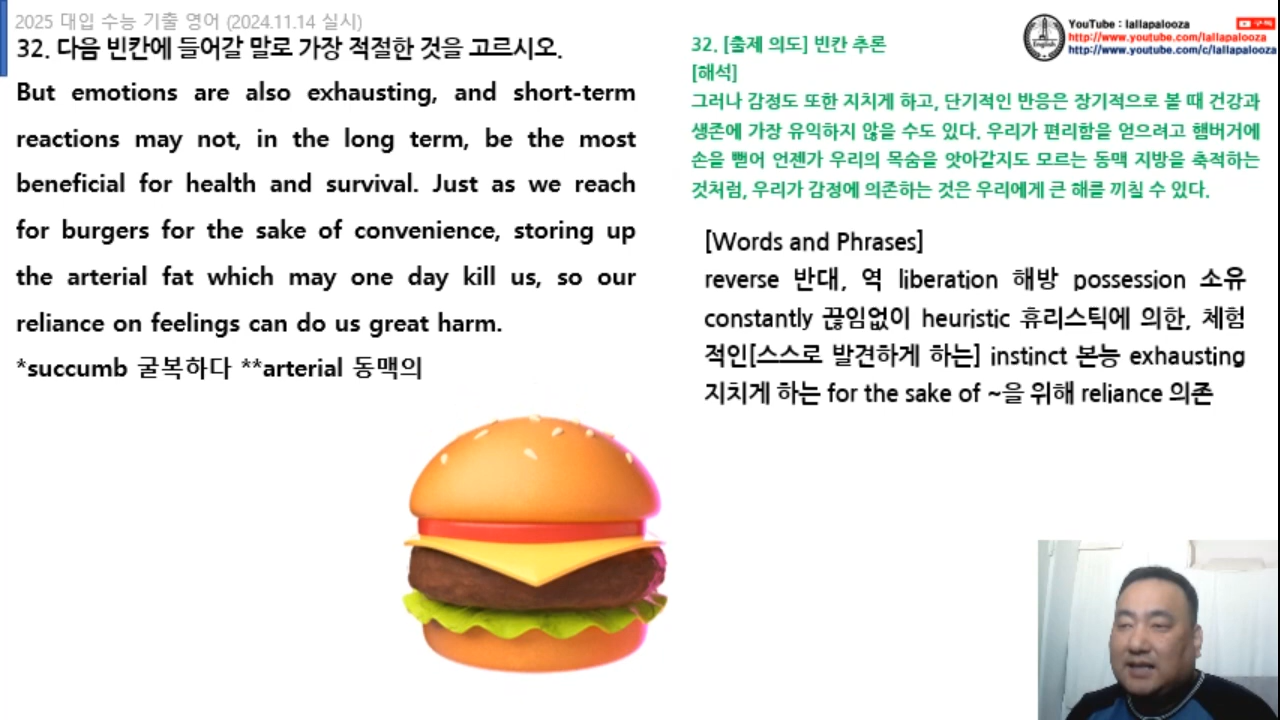 2025 대입 수능 기출 영어 (2024.11.14 실시)
32. 다음 빈칸에 들어갈 말로 가장 적절한 것을 고르시오.
But emotions are also exhausting, and short-term
reactions may not, in the long term, be the most
beneficial for health and survival. Just as we reach
for burgers for the sake of convenience, storing up
the arterial fat which may one day kill us, so our
reliance on feelings can do us great harm.
*succumb 굴복하다 **arterial 동맥의
32. [출제 의도] 빈칸 추론
[해석]
그러나 감정도 또한 지치게 하고, 단기적인 반응은 장기적으로 볼 때 건강과
생존에 가장 유익하지 않을 수도 있다. 우리가 편리함을 얻으려고 햄버거에
손을 뻗어 언젠가 우리의 목숨을 앗아갈지도 모르는 동맥 지방을 축적하는
것처럼, 우리가 감정에 의존하는 것은 우리에게 큰 해를 끼칠 수 있다.
[Words and Phrases]
reverse 반대, 역 liberation 해방 possession 소유
constantly 끊임없이 heuristic 휴리스틱에 의한, 체험
적인[스스로 발견하게 하는] instinct 본능 exhausting
지치게 하는 for the sake of ~을 위해 reliance 의존
YouTube : lallapalooza
구독
http://www.youtube.com/lallapalooza
http://www.youtube.com/c/lallapalooza
English